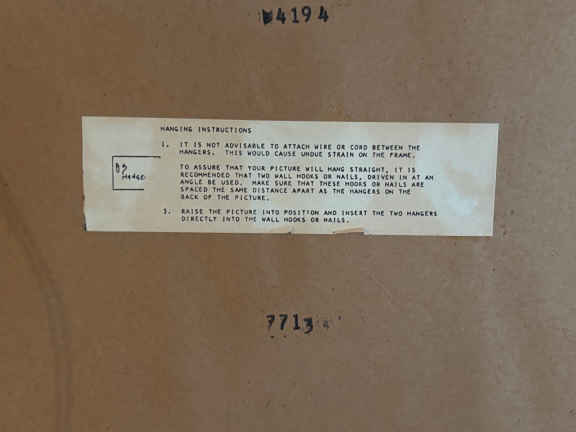 4194
HANGING INSTRUCTIONS
1. IT IS NOT ADVISABLE TO ATTACH WIRE OR CORD BETWEEN THE
HANGERS. THIS WOULD CAUSE UNDUE STRAIN ON THE FRAME.
TO ASSURE THAT YOUR PICTURE WILL HANG STRAIGHT, IT IS
RECOMMENDED THAT TWO WALL HOOKS OR NAILS, DRIVEN IN AT AN
ANGLE BE USED. MAKE SURE THAT THESE HOOKS OR NAILS ARE
SPACED THE SAME DISTANCE APART AS THE HANGERS ON THE
BACK OF THE PICTURE.
3. RAISE THE PICTURE INTO POSITION AND INSERT THE TWO HANGERS
DIRECTLY INTO THE WALL HOOKS OR NAILS.
7713